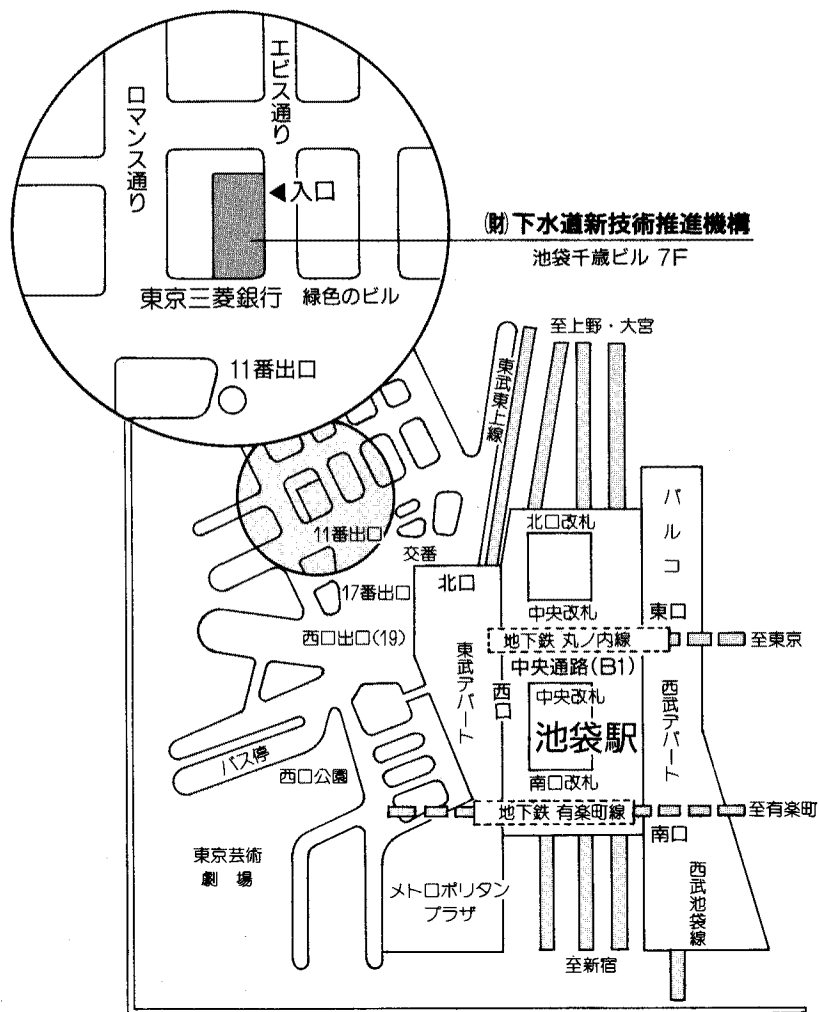 エビス通り
ロマンス通り
◀入口
(財)下水道新技術推進機構
池袋千歳ビル 7F
東京三菱銀行
緑色のビル
11番出口
至上野・大宮
東武東上線
パルコ
11番出口
交番
北口改札
北口
17番出口
中央改札
東口
西口出口(19)
地下鉄 丸ノ内線
至東京
中央通路(B1)
東武デパート
西口
中央改札
西武デパート
池袋駅
バス停
西口公園
南口改札
地下鉄 有楽町線
至有楽町
南口
東京芸術
劇 場
メトロポリタン
プラザ
西武池袋線
至新宿